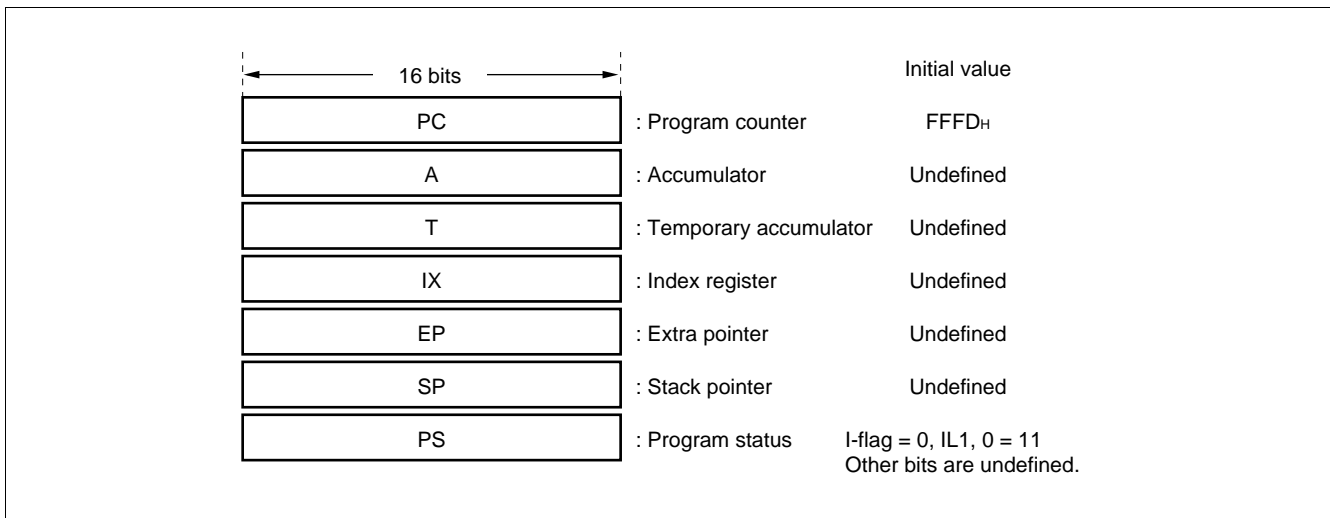 16 bits Initial value
PC : Program counter FFFDH
A : Accumulator Undefined
T : Temporary accumulator Undefined
IX : Index register Undefined
EP : Extra pointer Undefined
SP : Stack pointer Undefined
PS : Program status I-flag = 0, IL1, 0 = 11
Other bits are undefined.